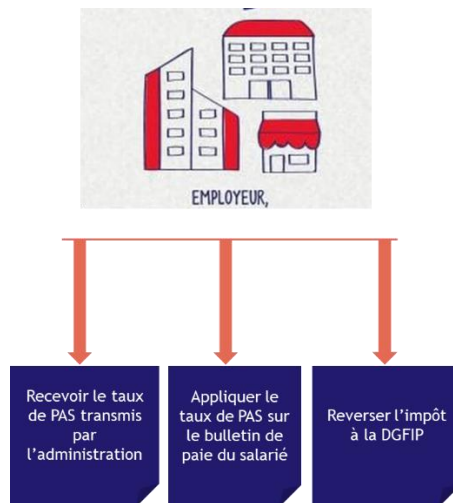 EMPLOYEUR,
Recevoir le taux
de PAS transmis
par
l'administration
Appliquer le
taux de PAS sur
le bulletin de
paie du salarié
Reverser l'impôt
à la DGFIP